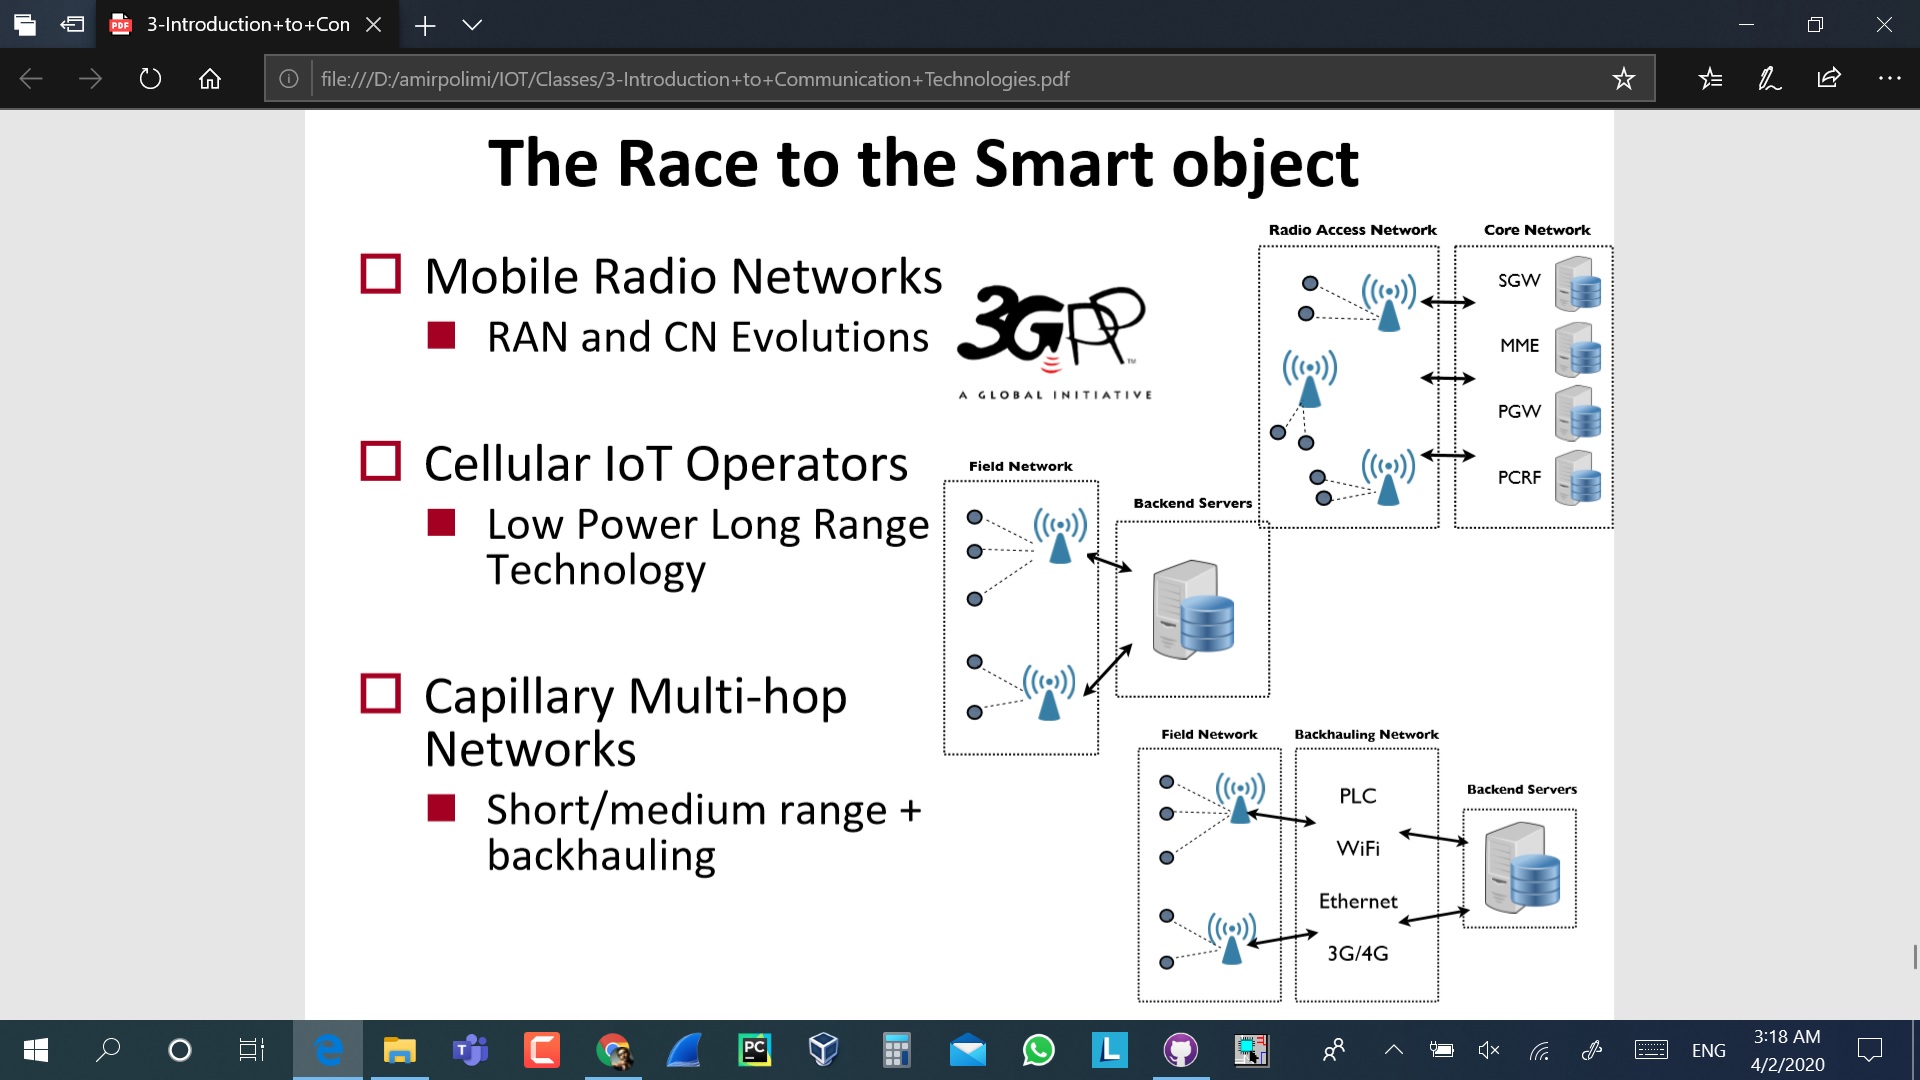 3-Introduction+to+Con
file:///D:/amirpolimi/IOT/Classes/3-Introduction+to+Communication+Technologies.pdf
The Race to the Smart object
Mobile Radio Networks
RAN and CN Evolutions
3GPP
TM
A GLOBAL INITIATIVE
Radio Access Network
Core Network
SGW
MME
PGW
PCRF
Cellular IoT Operators
Low Power Long Range
Technology
Field Network
Backend Servers
Capillary Multi-hop
Networks
Short/medium range +
backhauling
Field Network
Backhauling Network
Backend Servers
PLC
WiFi
Ethernet
3G/4G
ENG
3:18 AM
4/2/2020